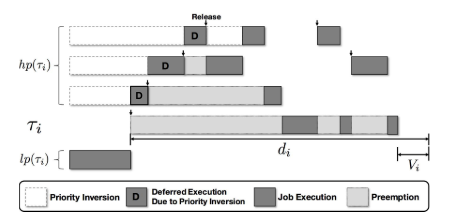 Release
D
hp(τi)
D
D
τi
di
Vi
lp(τi)
Priority Inversion
D
Deferred Execution
Due to Priority Inversion
Job Execution
Preemption